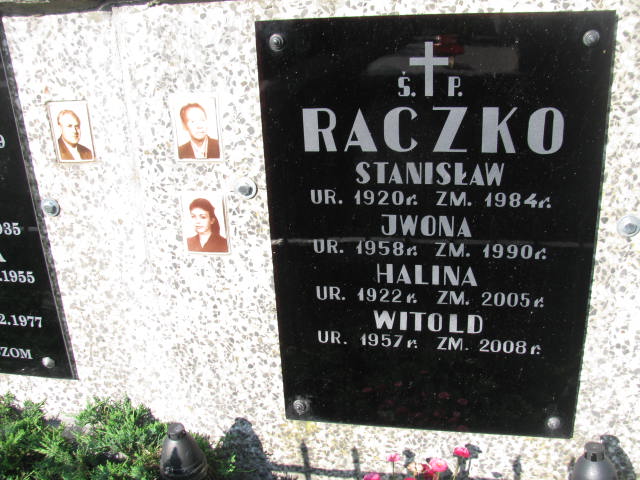 Ś. P.
RACZKO
STANISŁAW
UR. 1920r. ZM. 1984r.
JWONA
UR. 1958r. ZM. 1990r.
HALINA
UR. 1922r. ZM. 2005r.
WITOLD
UR. 1957r. ZM. 2008r.